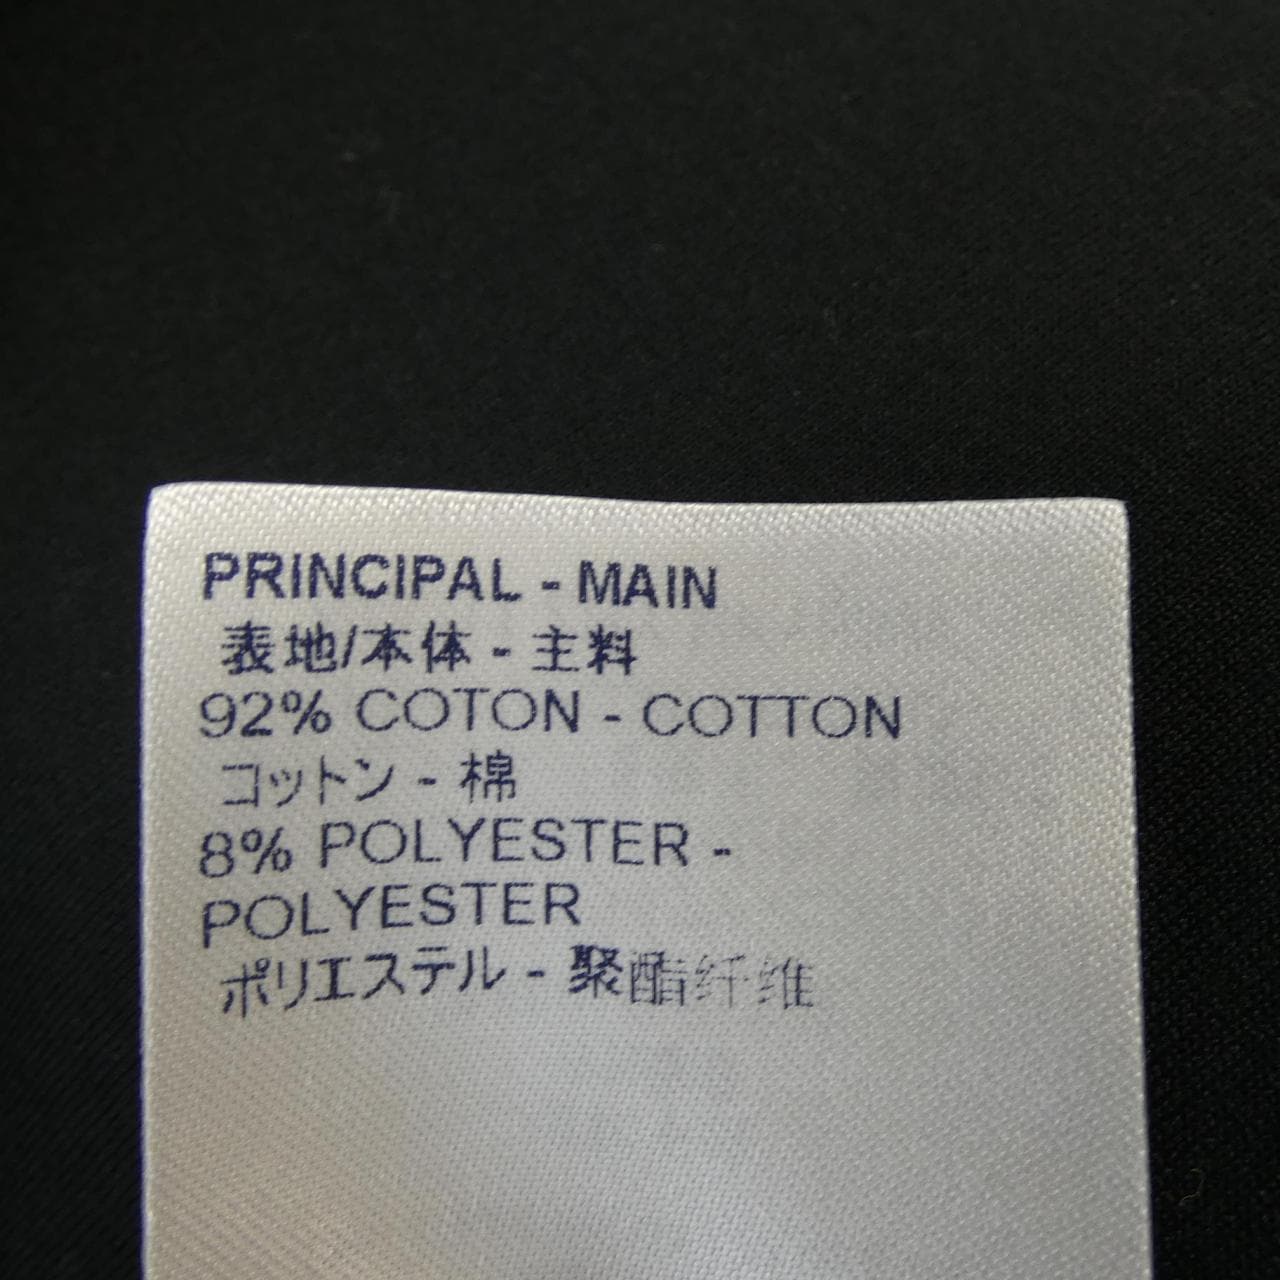 PRINCIPAL - MAIN
表地/本体 - 主料
92% COTON - COTTON
コットン - 棉
8% POLYESTER -
POLYESTER
ポリエステル - 聚酯纤维